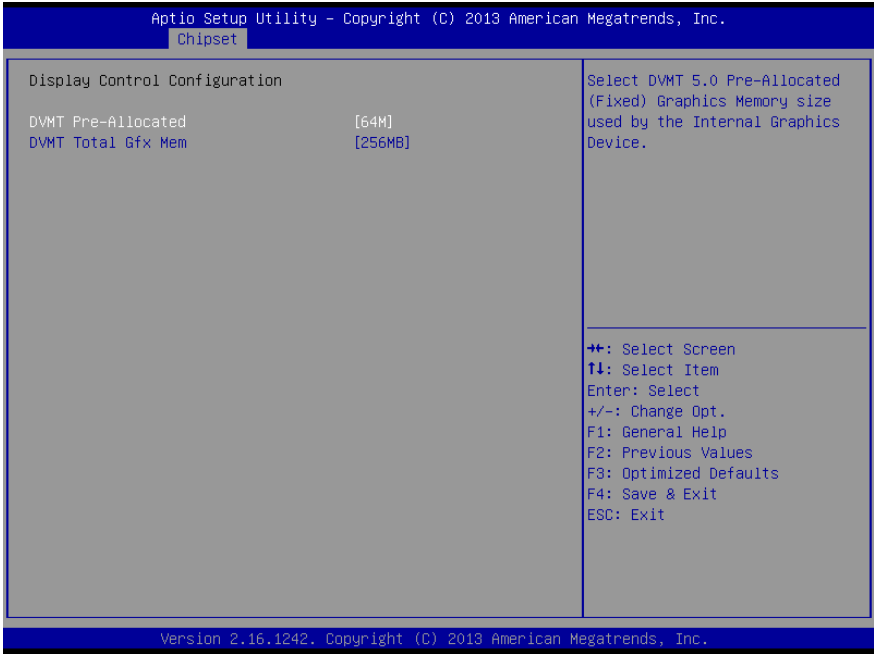 Aptio Setup Utility – Copyright (C) 2013 American Megatrends, Inc.
Chipset
Display Control Configuration
DVMT Pre-Allocated [64M]
DVMT Total Gfx Mem [256MB]
Select DVMT 5.0 Pre-Allocated
(Fixed) Graphics Memory size
used by the Internal Graphics
Device.
→←: Select Screen
↑↓: Select Item
Enter: Select
+/-: Change Opt.
F1: General Help
F2: Previous Values
F3: Optimized Defaults
F4: Save & Exit
ESC: Exit
Version 2.16.1242. Copyright (C) 2013 American Megatrends, Inc.